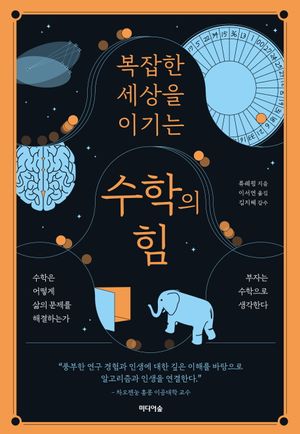 복잡한
세상을
이기는
수학의
힘
류쉐펑 지음
이서연 옮김
김지혜 감수
수학은
어떻게
삶의 문제를
해결하는가
부자는
수학으로
생각한다
“풍부한 연구 경험과 인생에 대한 깊은 이해를 바탕으로
알고리즘과 인생을 연결한다.”
- 차오젠눙 홍콩 이공대학 교수
미디어숲